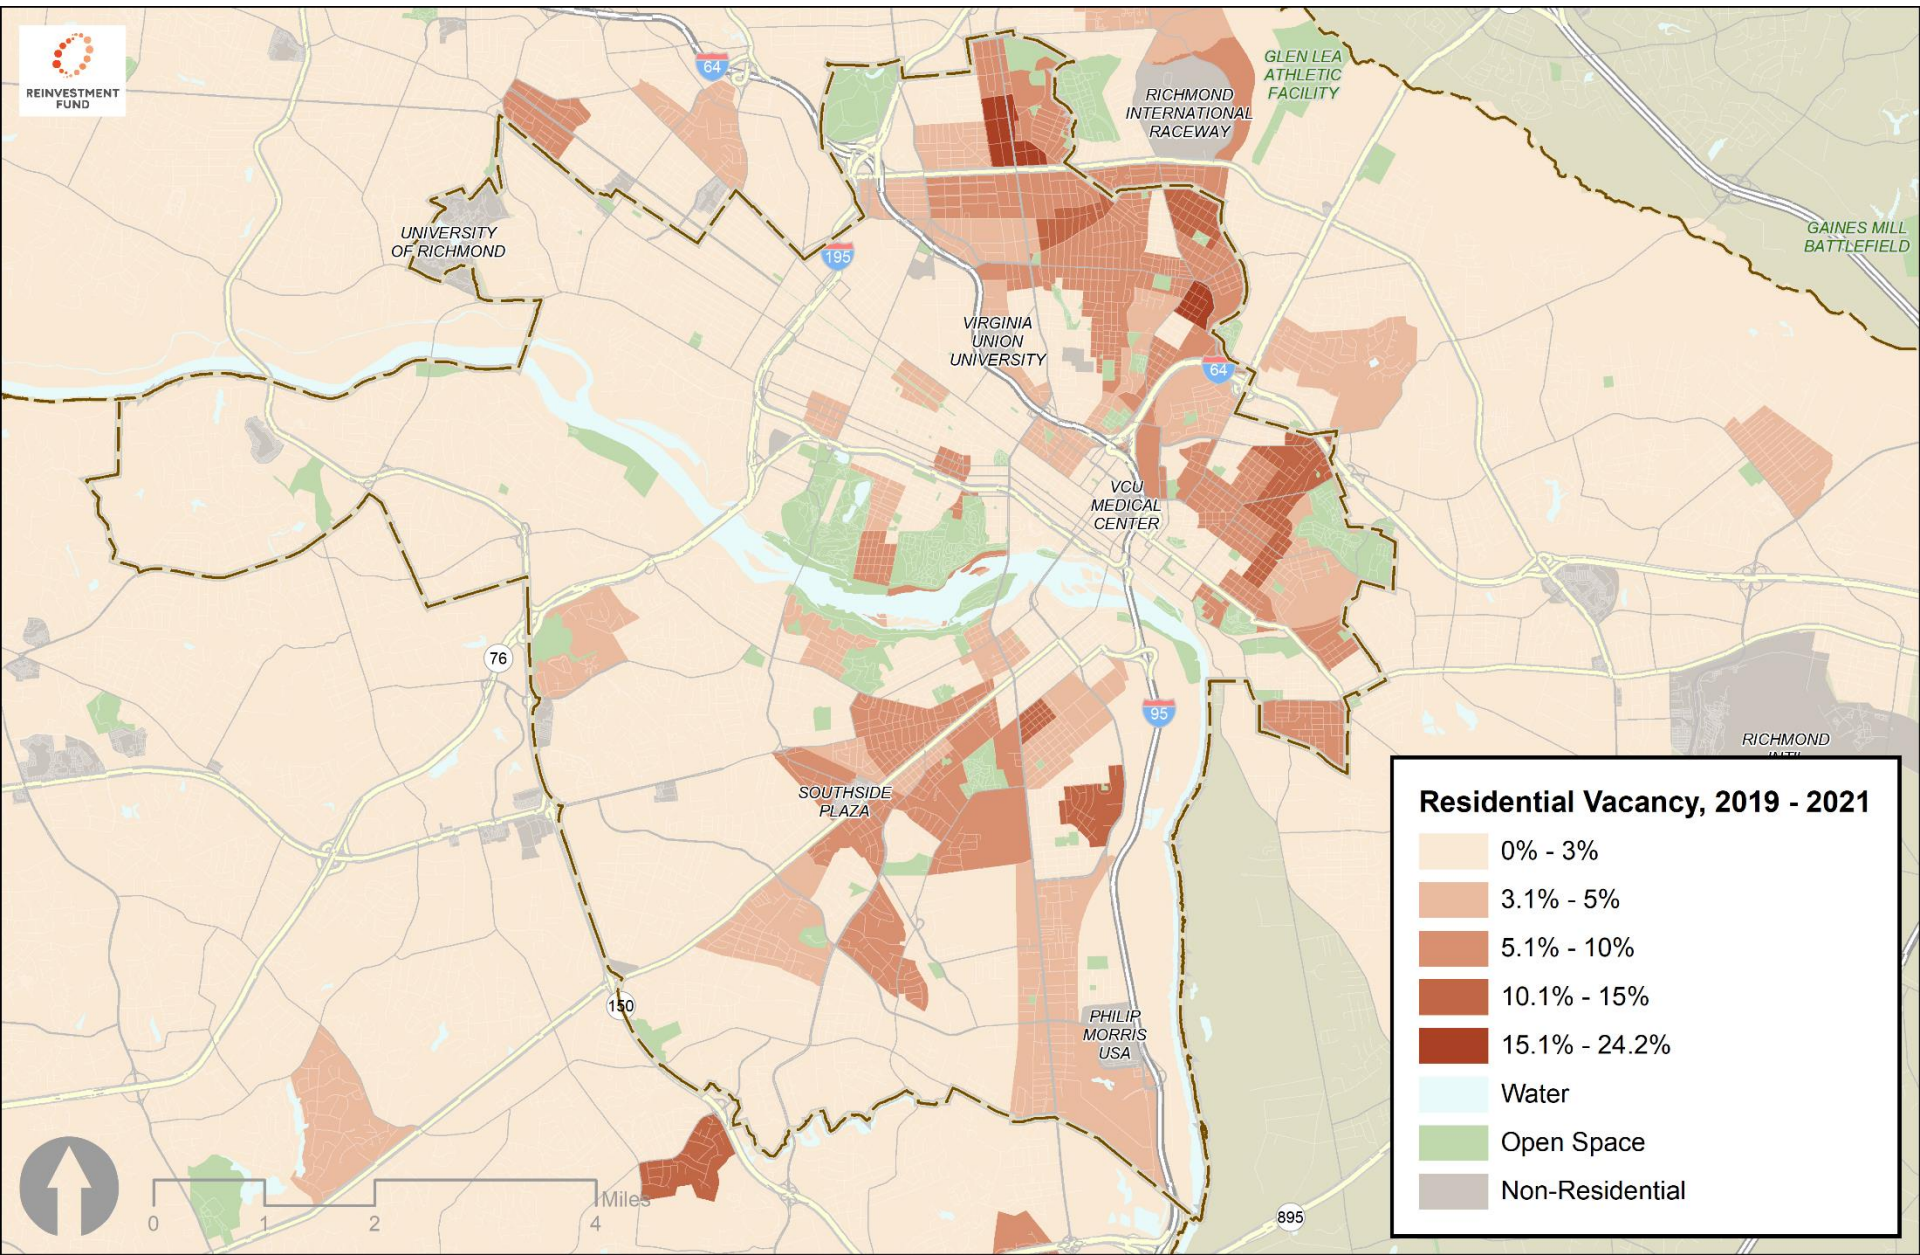 REINVESTMENT
FUND
64
GLEN LEA
ATHLETIC
FACILITY
RICHMOND
INTERNATIONAL
RACEWAY
UNIVERSITY
OF RICHMOND
195
GAINES MILL
BATTLEFIELD
VIRGINIA
UNION
UNIVERSITY
64
VCU
MEDICAL
CENTER
76
95
RICHMOND
SOUTHSIDE
PLAZA
150
PHILIP
MORRIS
USA
895
Residential Vacancy, 2019 - 2021
0% - 3%
3.1% - 5%
5.1% - 10%
10.1% - 15%
15.1% - 24.2%
Water
Open Space
Non-Residential
Miles
0 1 2 4